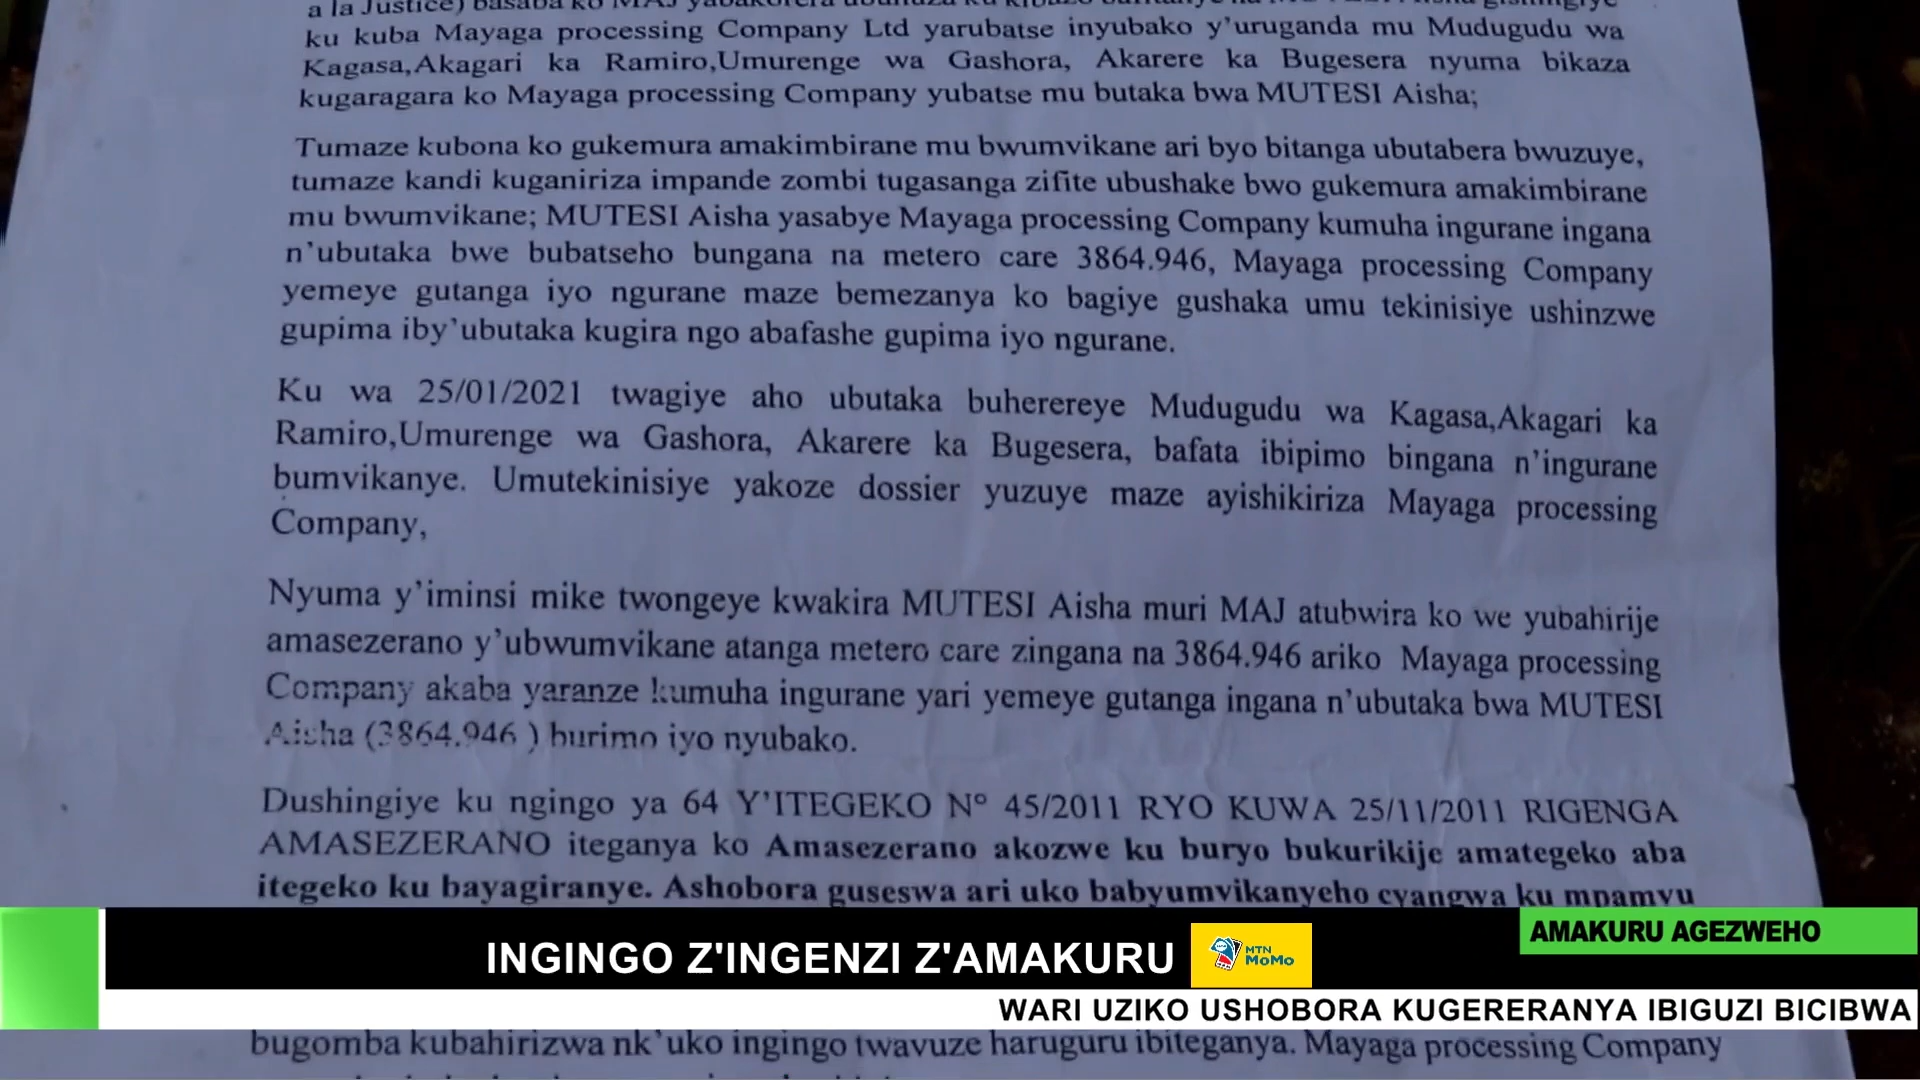 a la Justice) basaba ko MAJ
ku kuba Mayaga processing Company Ltd yarubatse inyubako y'uruganda mu Mudugudu wa
Kagasa,Akagari ka Ramiro,Umurenge wa Gashora, Akarere ka Bugesera nyuma bikaza
kugaragara ko Mayaga processing Company yubatse mu butaka bwa MUTESI Aisha;
Tumaze kubona ko gukemura amakimbirane mu bwumvikane ari byo bitanga ubutabera bwuzuye,
tumaze kandi kuganiriza impande zombi tugasanga zifite ubushake bwo gukemura amakimbirane
mu bwumvikane; MUTESI Aisha yasabye Mayaga processing Company kumuha ingurane ingana
n'ubutaka bwe bubatseho bungana na metero care 3864.946, Mayaga processing Company
yemeye gutanga iyo ngurane maze bemezanya ko bagiye gushaka umu tekinisiye ushinzwe
gupima iby'ubutaka kugira ngo abafashe gupima iyo ngurane.
Ku wa 25/01/2021 twagiye aho ubutaka buherereye Mudugudu wa Kagasa,Akagari ka
Ramiro,Umurenge wa Gashora, Akarere ka Bugesera, bafata ibipimo bingana n'ingurane
bumvikanye. Umutekinisiye yakoze dossier yuzuye maze ayishikiriza Mayaga processing
Company,
Nyuma y'iminsi mike twongeye kwakira MUTESI Aisha muri MAJ atubwira ko we yubahirije
amasezerano y'ubwumvikane atanga metero care zingana na 3864.946 ariko Mayaga processing
Company akaba yaranze kumuha ingurane yari yemeye gutanga ingana n'ubutaka bwa MUTESI
Aisha (3864.946 ) burimo iyo nyubako.
Dushingiye ku ngingo ya 64 Y'ITEGEKO N° 45/2011 RYO KUWA 25/11/2011 RIGENGA
AMASEZERANO iteganya ko Amasezerano akozwe ku buryo bukurikije amategeko aba
itegeko ku bayagiranye. Ashobora guseswa ari uko babyumvikanyeho cyangwa ku mpamvu
INGINGO Z'INGENZI Z'AMAKURU
MTN
MoMo
AMAKURU AGEZWEHO
WARI UZIKO USHOBORA KUGERERANYA IBIGUZI BICIBWA
bugomba kubahirizwa nk'uko ingingo twavuze haruguru ibiteganya. Mayaga processing Company